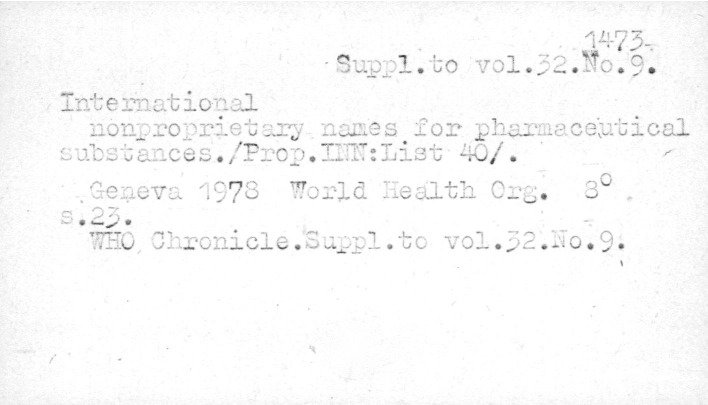 1473.
Suppl.to vol.32.No.9.
International
nonproprietary names for pharmaceutical
substances./Prop.INN:List 40/.
Geneva 1978 World Health Org. 8°
s.23.
WHO Chronicle.Suppl.to vol.32.No.9.